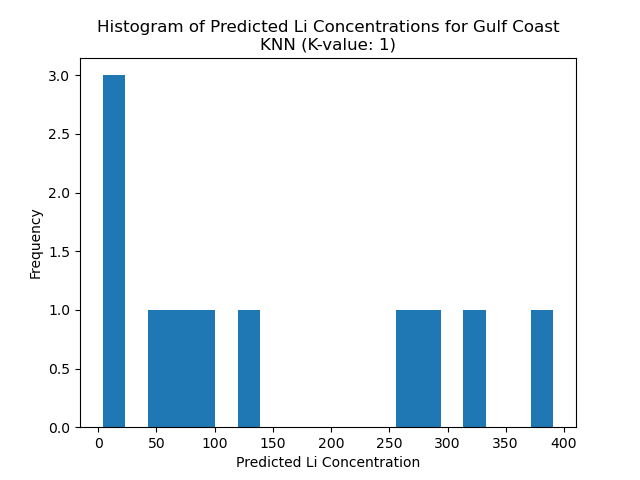 Histogram of Predicted Li Concentrations for Gulf Coast
KNN (K-value: 1)
3.0
2.5
2.0
1.5
1.0
0.5
0.0
Frequency
0 50 100 150 200 250 300 350 400
Predicted Li Concentration